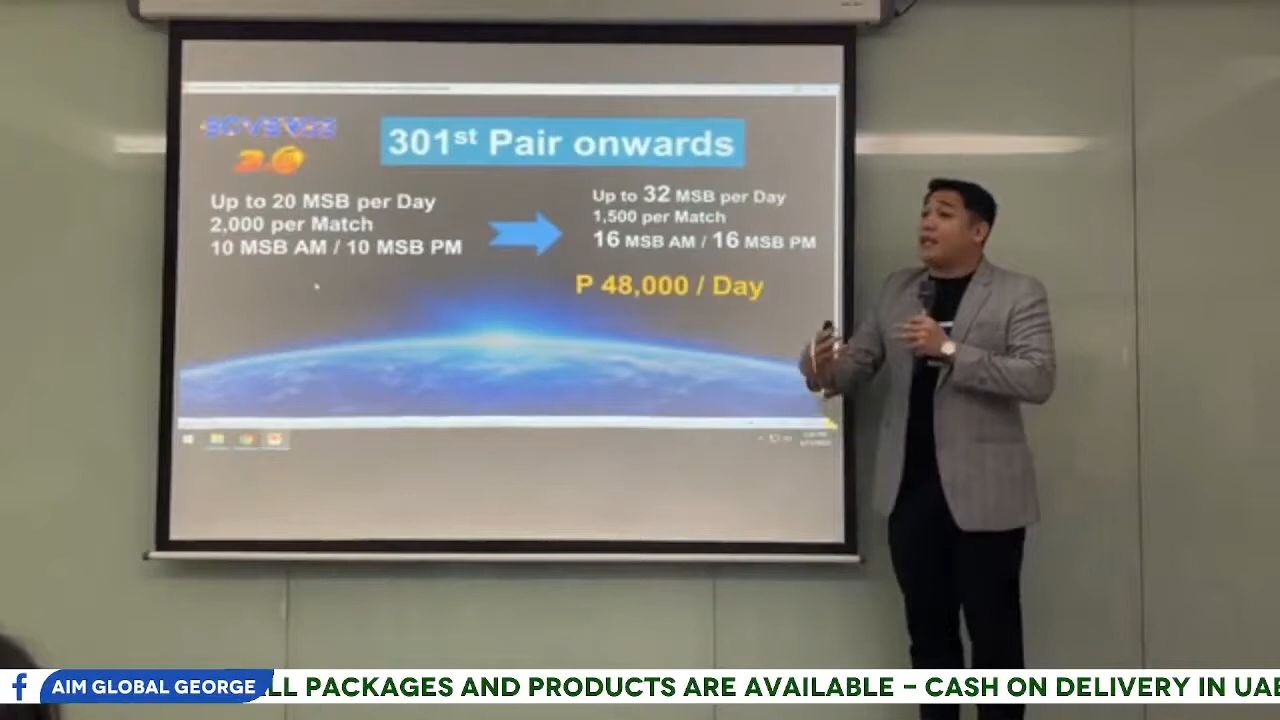 301st Pair onwards
2.0
Up to 20 MSB per Day
2,000 per Match
10 MSB AM / 10 MSB PM
Up to 32 MSB per Day
1,500 per Match
16 MSB AM / 16 MSB PM
P 48,000 / Day
AIM GLOBAL GEORGE
LL PACKAGES AND PRODUCTS ARE AVAILABLE – CASH ON DELIVERY IN UAE